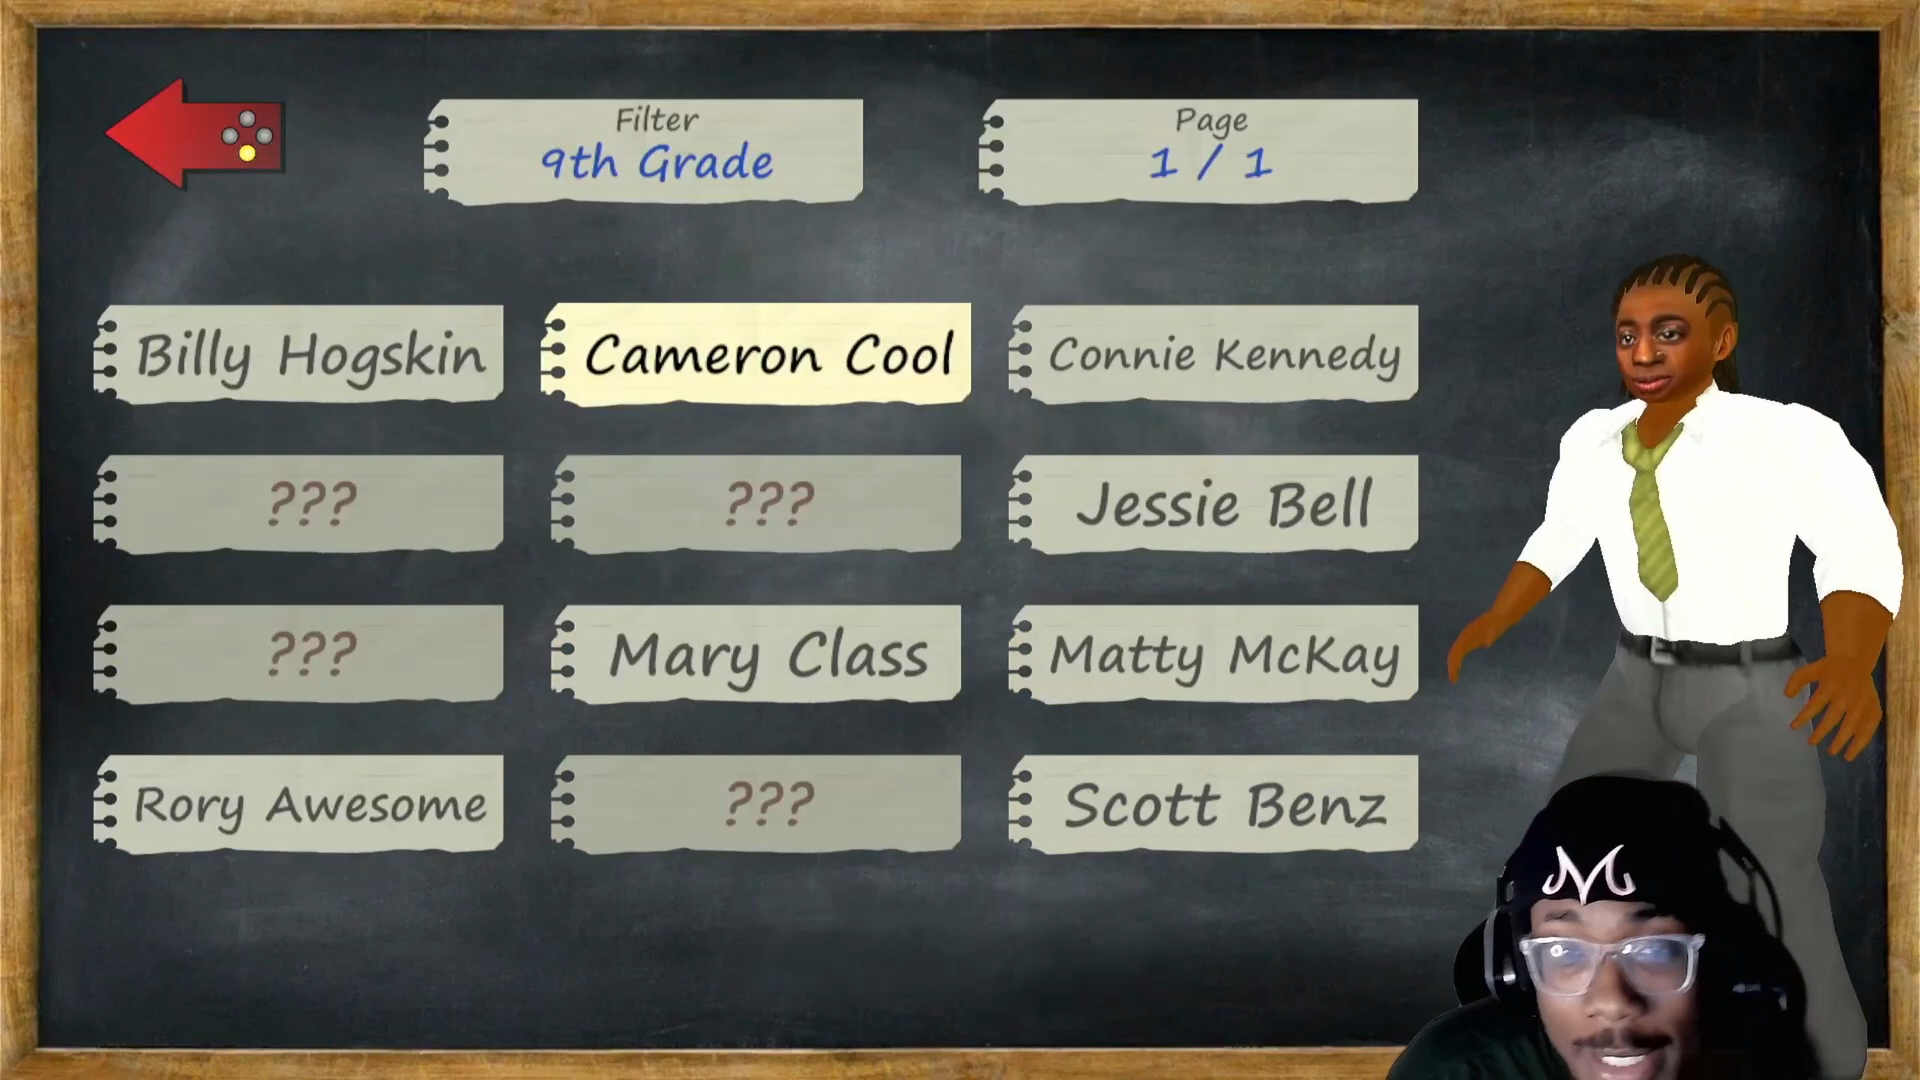 Filter
9th Grade
Page
1 / 1
Billy Hogskin
Cameron Cool
Connie Kennedy
???
???
Jessie Bell
???
Mary Class
Matty McKay
Rory Awesome
???
Scott Benz